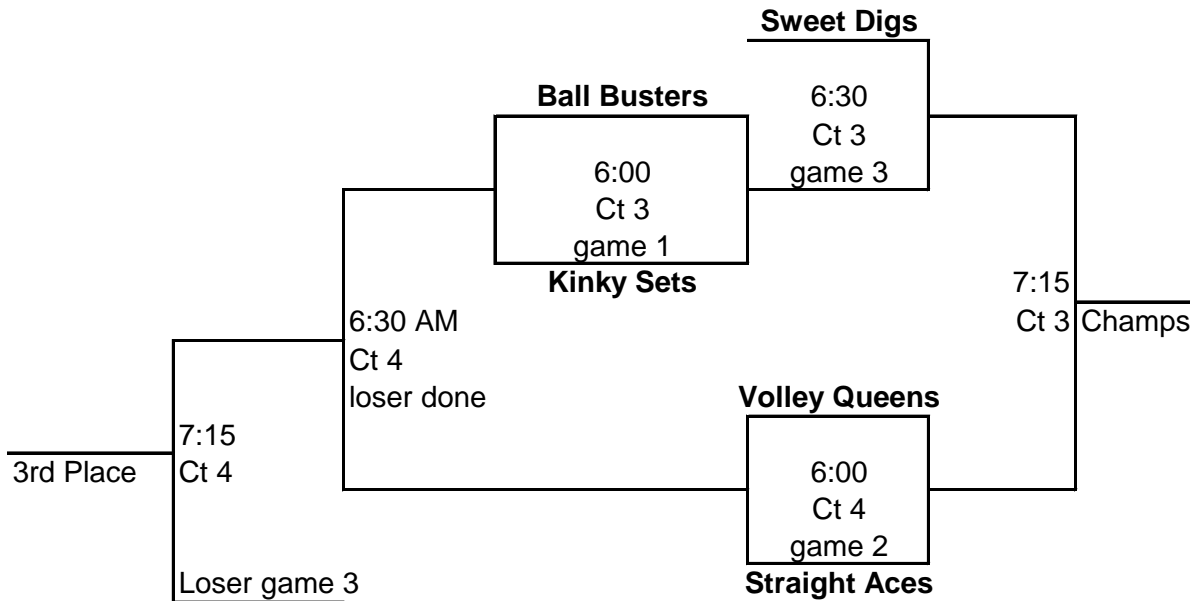 Sweet Digs
Ball Busters
6:30
Ct 3
game 3
6:00
Ct 3
game 1
Kinky Sets
7:15
Ct 3
Champs
6:30 AM
Ct 4
loser done
Volley Queens
7:15
Ct 4
3rd Place
6:00
Ct 4
game 2
Loser game 3
Straight Aces